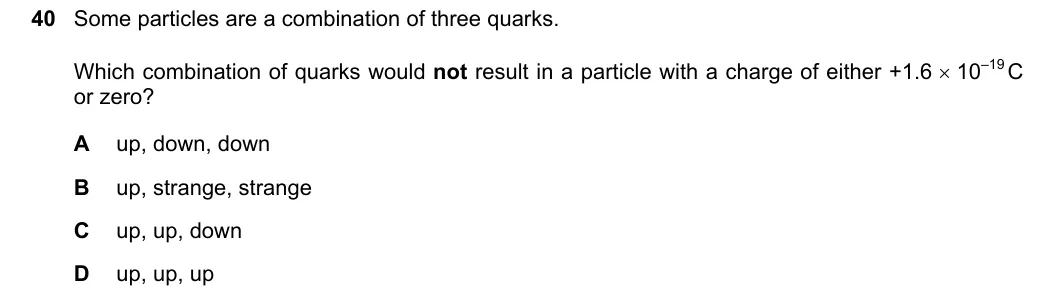 40 Some particles are a combination of three quarks.
Which combination of quarks would not result in a particle with a charge of either +1.6 × 10⁻¹⁹ C
or zero?
A up, down, down
B up, strange, strange
C up, up, down
D up, up, up